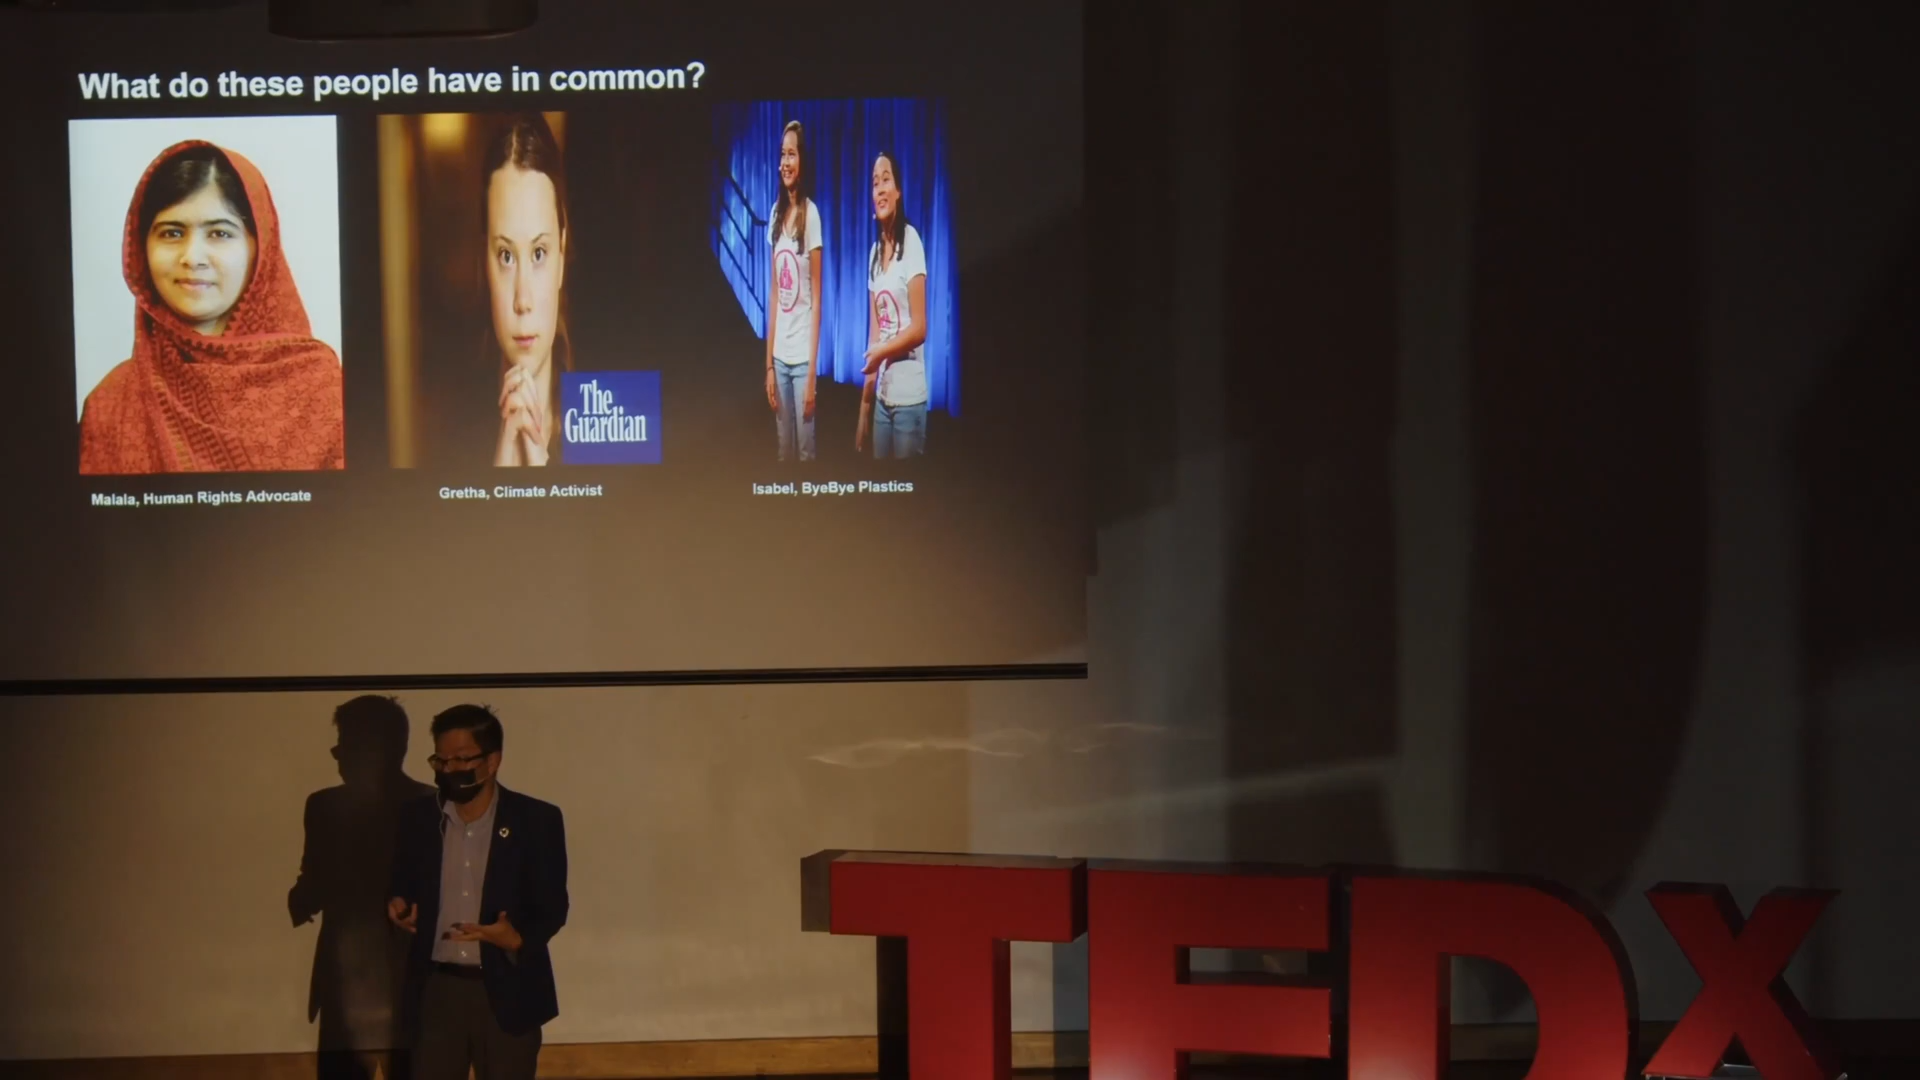 What do these people have in common?
The
Guardian
Malala, Human Rights Advocate
Gretha, Climate Activist
Isabel, ByeBye Plastics
TEDx